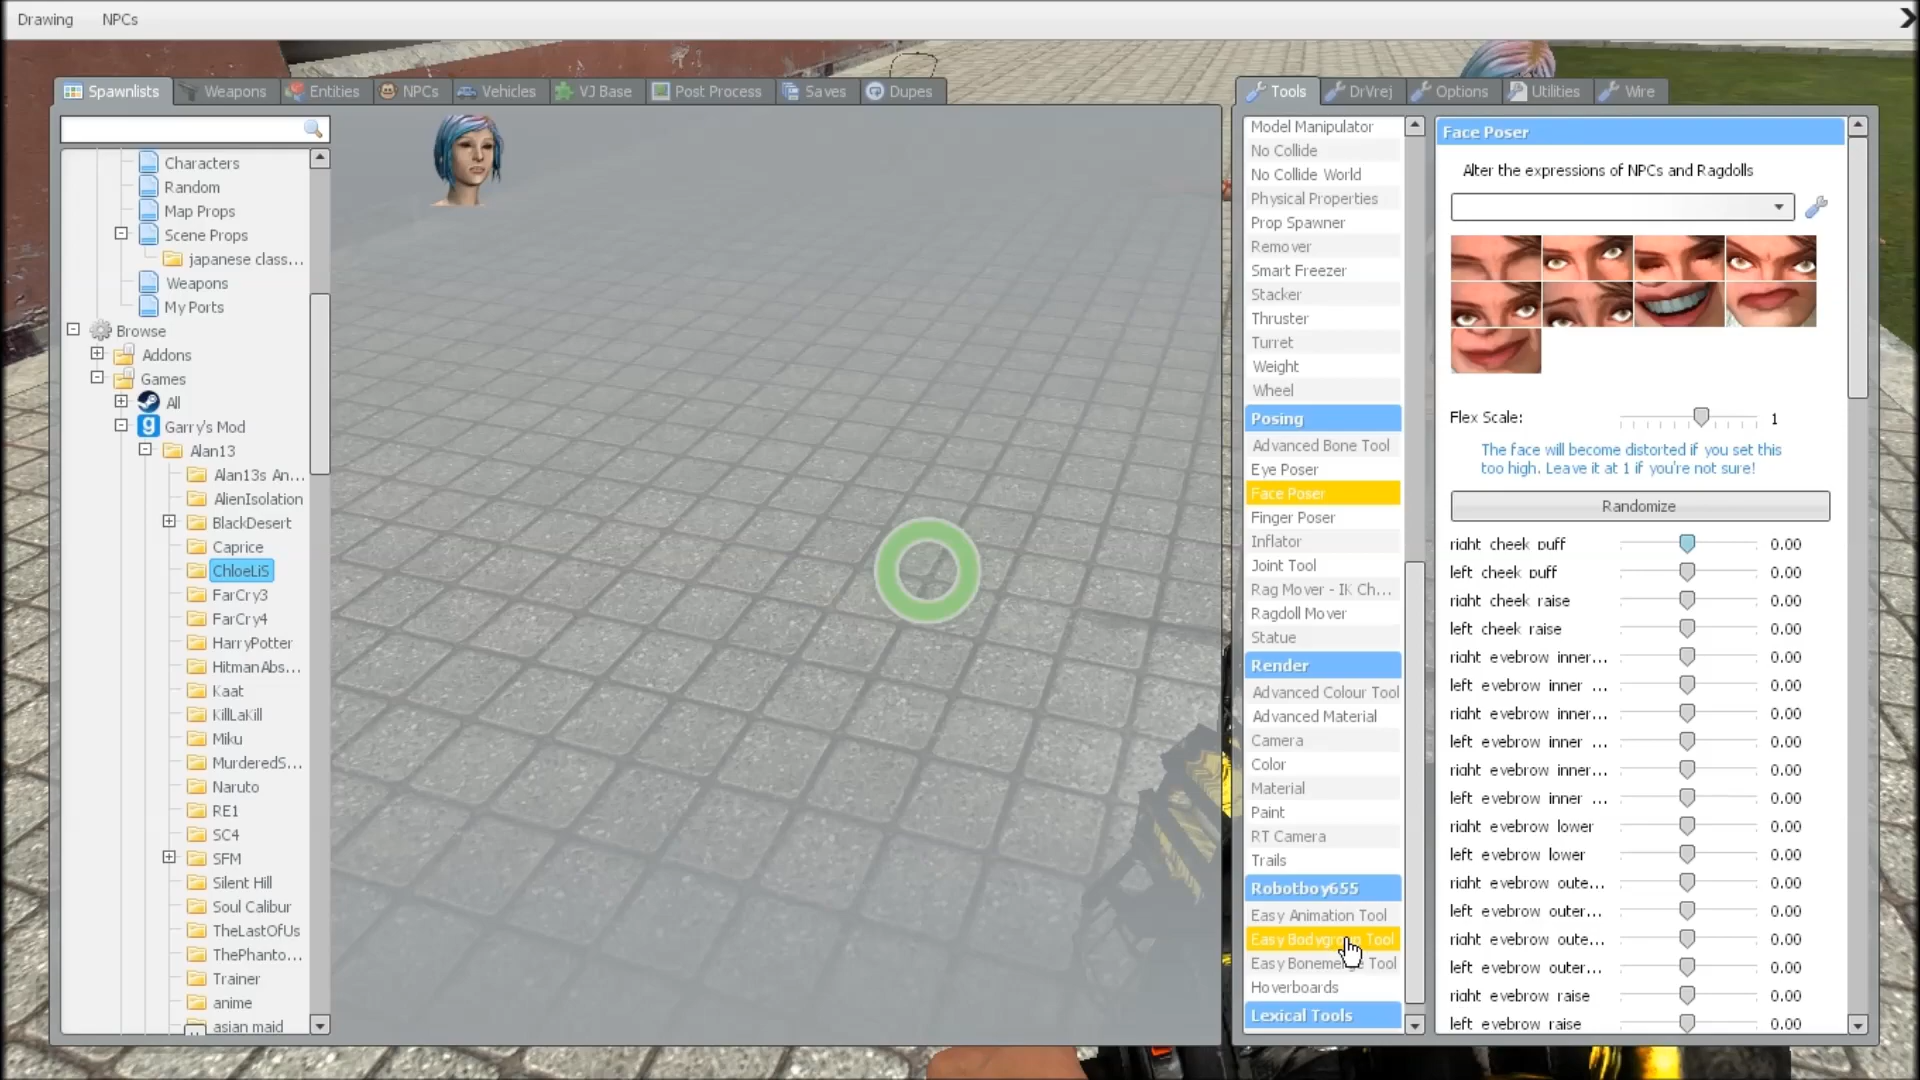 Drawing NPCs
Spawnlists Weapons Entities NPCs Vehicles VJ Base Post Process Saves Dupes
Characters
Random
Map Props
Scene Props
japanese class...
Weapons
My Ports
Browse
Addons
Games
All
Garry's Mod
Alan13
Alan13s An...
AlienIsolation
BlackDesert
Caprice
ChloeLiS
FarCry3
FarCry4
HarryPotter
HitmanAbs...
Kaat
KillLaKill
Miku
MurderedS...
Naruto
RE1
SC4
SFM
Silent Hill
Soul Calibur
TheLastOfUs
ThePhanto...
Trainer
anime
asian maid
Tools DrVrej Options Utilities Wire
Model Manipulator
No Collide
No Collide World
Physical Properties
Prop Spawner
Remover
Smart Freezer
Stacker
Thruster
Turret
Weight
Wheel
Posing
Advanced Bone Tool
Eye Poser
Face Poser
Finger Poser
Inflator
Joint Tool
Rag Mover - IK Ch...
Ragdoll Mover
Statue
Render
Advanced Colour Tool
Advanced Material
Camera
Color
Material
Paint
RT Camera
Trails
Robotboy655
Easy Animation Tool
Easy Bodygroup Tool
Easy Bonemerge Tool
Hoverboards
Lexical Tools
Face Poser
Alter the expressions of NPCs and Ragdolls
Flex Scale: 1
The face will become distorted if you set this
too high. Leave it at 1 if you're not sure!
Randomize
right cheek puff 0.00
left cheek puff 0.00
right cheek raise 0.00
left cheek raise 0.00
right eyebrow inner... 0.00
left eyebrow inner ... 0.00
right eyebrow inner... 0.00
left eyebrow inner ... 0.00
right eyebrow inner... 0.00
left eyebrow inner ... 0.00
right eyebrow lower 0.00
left eyebrow lower 0.00
right eyebrow oute... 0.00
left eyebrow outer... 0.00
right eyebrow oute... 0.00
left eyebrow outer... 0.00
right eyebrow raise 0.00
left eyebrow raise 0.00